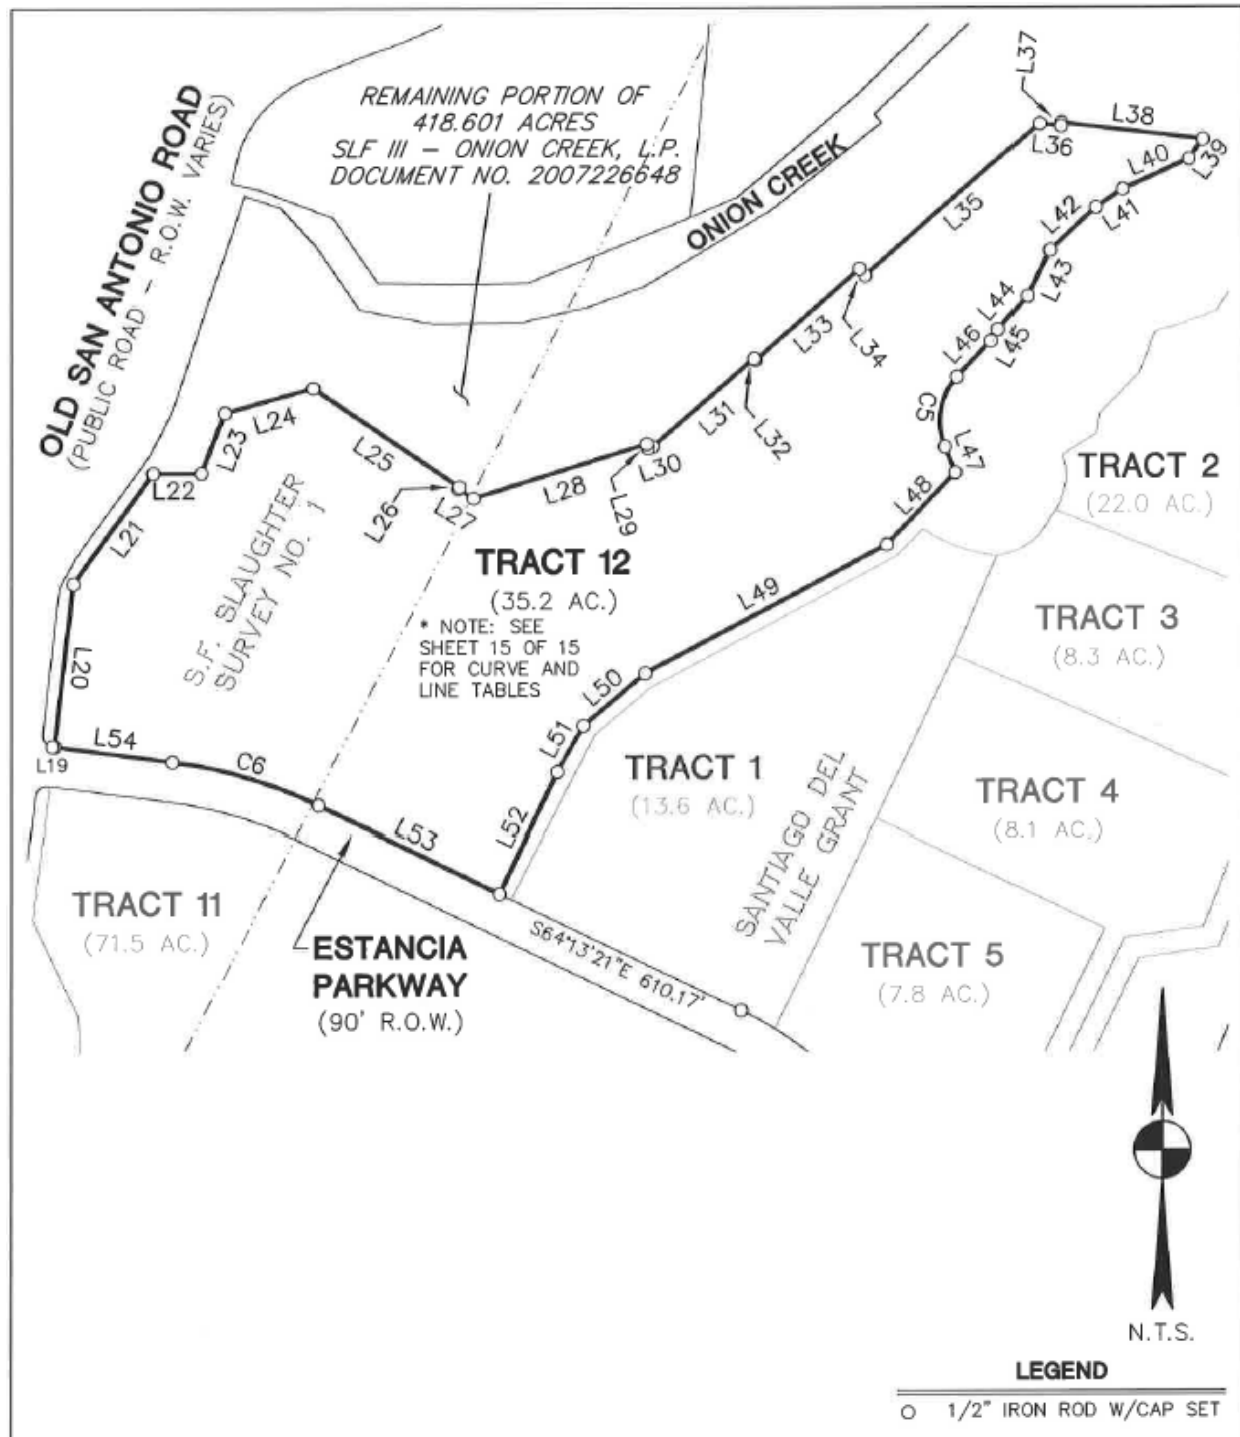 OLD SAN ANTONIO ROAD
(PUBLIC ROAD - R.O.W. VARIES)
REMAINING PORTION OF
418.601 ACRES
SLF III - ONION CREEK, L.P.
DOCUMENT NO. 2007226648
ONION CREEK
L37
L38
L36
L39
L40
L35
L41
L42
L43
L44
L45
L46
L33
L34
C5
L31
L32
L47
L48
L24
L23
L25
L22
L26
L27
L28
L30
L29
L21
L20
S.F. SLAUGHTER
SURVEY NO. 1
TRACT 12
(35.2 AC.)
* NOTE: SEE
SHEET 15 OF 15
FOR CURVE AND
LINE TABLES
L49
L50
L51
L52
TRACT 2
(22.0 AC.)
TRACT 3
(8.3 AC.)
TRACT 4
(8.1 AC.)
TRACT 1
(13.6 AC.)
SANTIAGO DEL
VALLE GRANT
L19
L54
C6
L53
TRACT 11
(71.5 AC.)
ESTANCIA
PARKWAY
(90' R.O.W.)
S64°13'21"E 610.17'
TRACT 5
(7.8 AC.)
N.T.S.
LEGEND
1/2" IRON ROD W/CAP SET